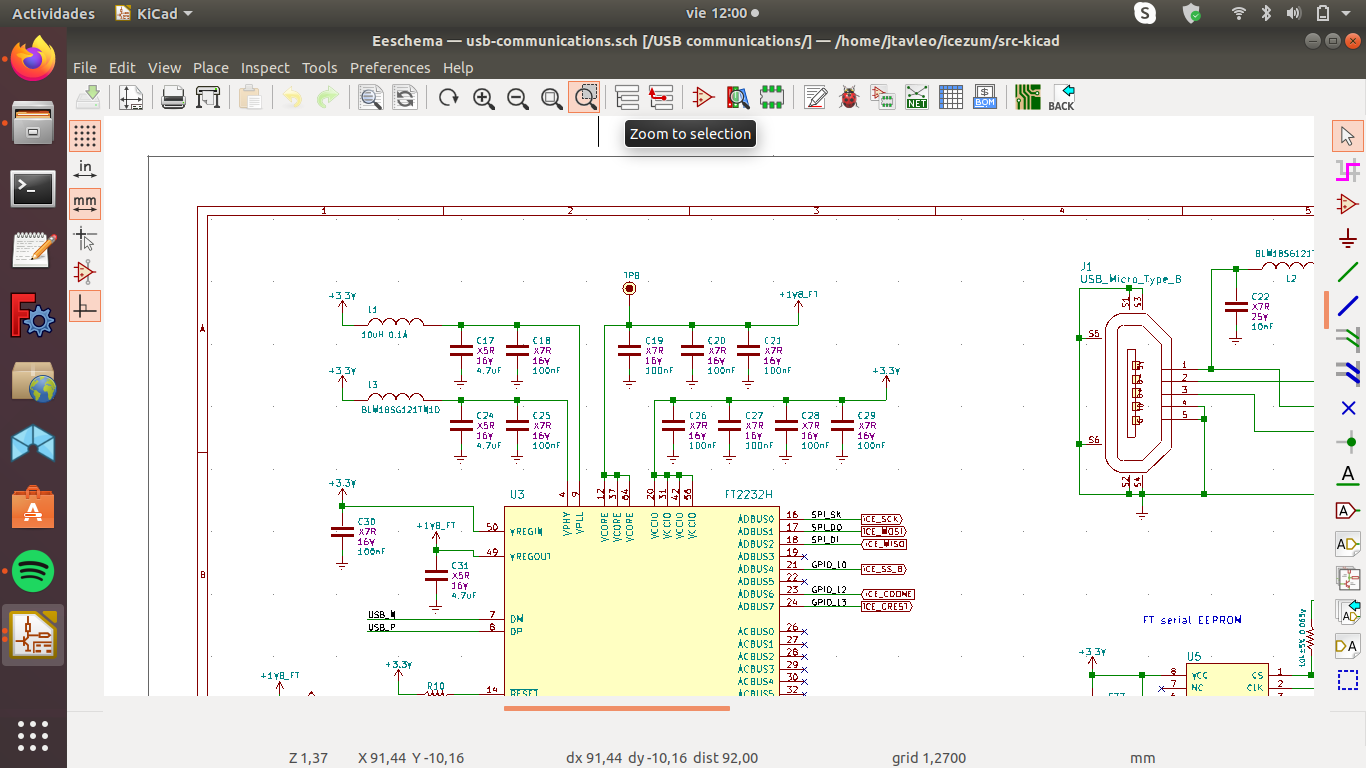 Actividades KiCad vie 12:00
Eeschema — usb-communications.sch [/USB communications/] — /home/jtavleo/icezum/src-kicad
File Edit View Place Inspect Tools Preferences Help
NET BOM BACK
Zoom to selection
in
mm
A
A
1 2 3 4 5
A
B
TP8
+3.3V
L1
10uH 0.1A
C17
X5R
16V
4.7uF
C18
X7R
16V
100nF
+3.3V
L3
BLM18SG121TN1D
C24
X5R
16V
4.7uF
C25
X7R
16V
100nF
+1V8_FT
C19
X7R
16V
100nF
C20
X7R
16V
100nF
C21
X7R
16V
100nF
+3.3V
C26
X7R
16V
100nF
C27
X7R
16V
100nF
C28
X7R
16V
100nF
C29
X7R
16V
100nF
J1
USB_Micro_Type_B
S1 S3
S5
S6
S2 S4
1
2
3
4
5
L2
C22
X7R
25V
10nF
U3 FT2232H
4 9 12 37 64 20 31 42 56
VPHY VPLL VCORE VCORE VCORE VCCIO VCCIO VCCIO VCCIO
+3.3V
C30
X7R
16V
100nF
+1V8_FT
C31
X5R
16V
4.7uF
50 VREGIN
49 VREGOUT
USB_M 7 DM
USB_P 8 DP
+1V8_FT
+3.3V
R10
14 RESET
ADBUS0 16 SPI_SK ICE_SCK
ADBUS1 17 SPI_DO ICE_MOSI
ADBUS2 18 SPI_DI ICE_MISO
ADBUS3 19
ADBUS4 21 GPIO_L0 ICE_SS_B
ADBUS5 22
ADBUS6 23 GPIO_L2 ICE_CDONE
ADBUS7 24 GPIO_L3 ICE_CREST
ACBUS0 26
ACBUS1 27
ACBUS2 28
ACBUS3 29
ACBUS4 30
ACBUS5 32
FT serial EEPROM
10k±5% 0.063W
+3.3V
U5
8 VCC CS 1
7 NC CLK 2
Z 1,37 X 91,44 Y -10,16 dx 91,44 dy -10,16 dist 92,00 grid 1,2700 mm